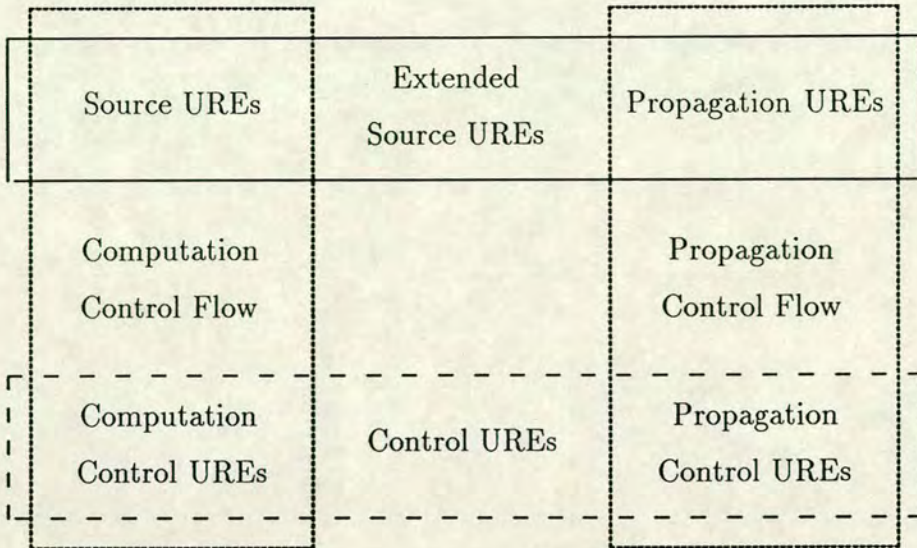 Source UREs
Extended
Source UREs
Propagation UREs
Computation
Control Flow
Propagation
Control Flow
Computation
Control UREs
Control UREs
Propagation
Control UREs